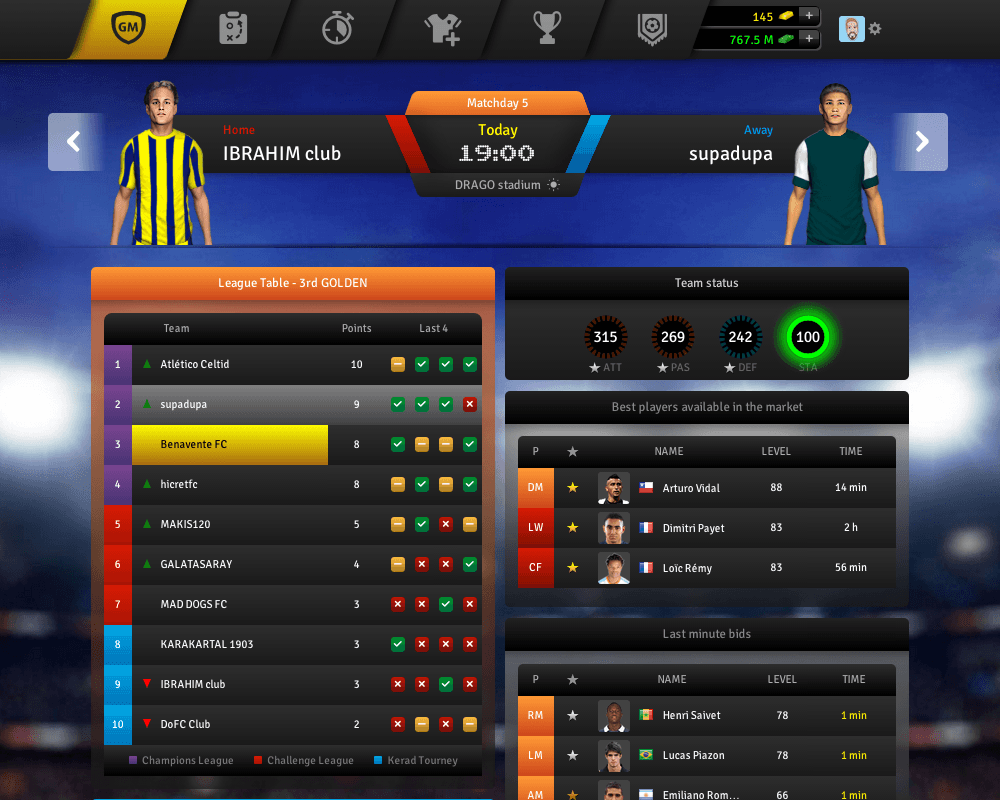 GM
145
+
767.5 M
+
Matchday 5
Home
IBRAHIM club
Today
19:00
Away
supadupa
DRAGO stadium
League Table - 3rd GOLDEN
Team Points Last 4
1 Atlético Celtid 10
2 supadupa 9
3 Benavente FC 8
4 hicretfc 8
5 MAKIS120 5
6 GALATASARAY 4
7 MAD DOGS FC 3
8 KARAKARTAL 1903 3
9 IBRAHIM club 3
10 DoFC Club 2
Champions League Challenge League Kerad Tourney
Team status
315 269 242 100
ATT PAS DEF STA
Best players available in the market
P NAME LEVEL TIME
DM Arturo Vidal 88 14 min
LW Dimitri Payet 83 2 h
CF Loïc Rémy 83 56 min
Last minute bids
P NAME LEVEL TIME
RM Henri Saivet 78 1 min
LM Lucas Piazon 78 1 min
AM Emiliano Rom... 66 1 min